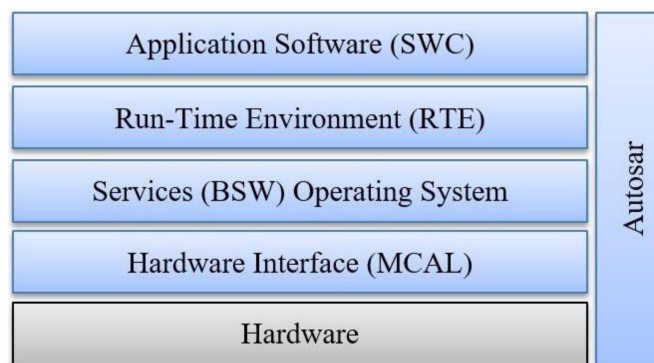 Application Software (SWC)
Run-Time Environment (RTE)
Services (BSW) Operating System
Hardware Interface (MCAL)
Hardware
Autosar